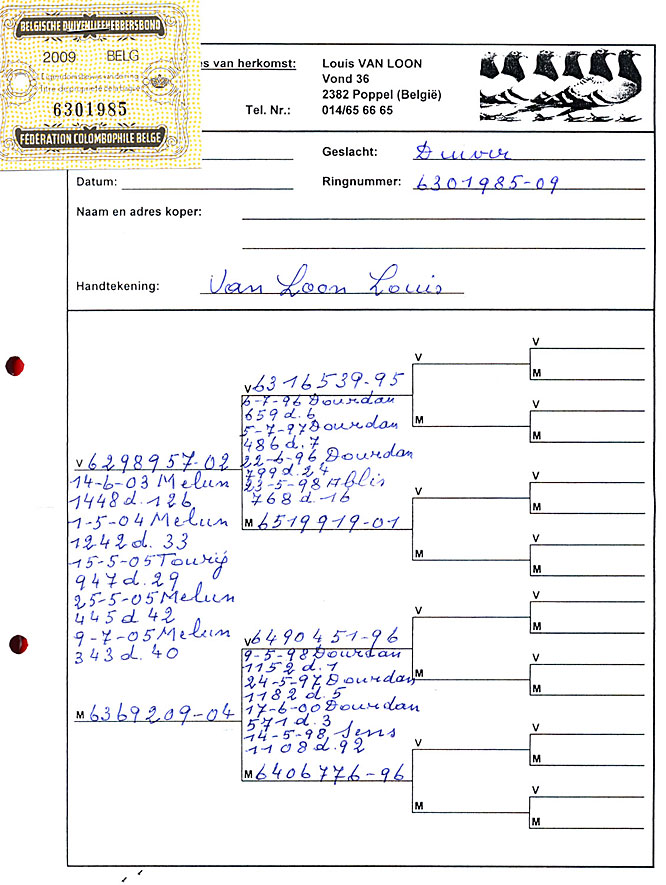 BELGISCHE DUIVENLIEFHEBBERSBOND
2009 BELG
6301985
FÉDÉRATION COLOMBOPHILE BELGE
s van herkomst:
Louis VAN LOON
Vond 36
2382 Poppel (België)
Tel. Nr.: 014/65 66 65
Geslacht: Duiver
Datum:
Ringnummer: 6301985-09
Naam en adres koper:
Handtekening: Van Loon Louis
V 6298957-02
14-6-03 Melun
1448 d. 126
1-5-04 Melun
1242 d. 33
15-5-05 Toury
947 d. 29
25-5-05 Melun
445 d 42
9-7-05 Melun
343 d. 40
M 6369209-04
V 6316539-95
6-7-96 Dourdan
659 d. 6
5-7-97 Dourdan
486 d. 7
22-6-96 Dourdan
799 d. 24
23-5-98 Ablis
768 d. 16
M 6519919-01
V 6490451-96
9-5-98 Dourdan
1152 d. 1
24-5-97 Dourdan
1182 d. 5
17-6-00 Dourdan
571 d. 3
14-5-98, Sens
1108 d. 92
M 6406776-96
V
M
V
M
V
M
V
M
V
M
V
M
V
M
V
M
V
M
V
M
V
M
V
M